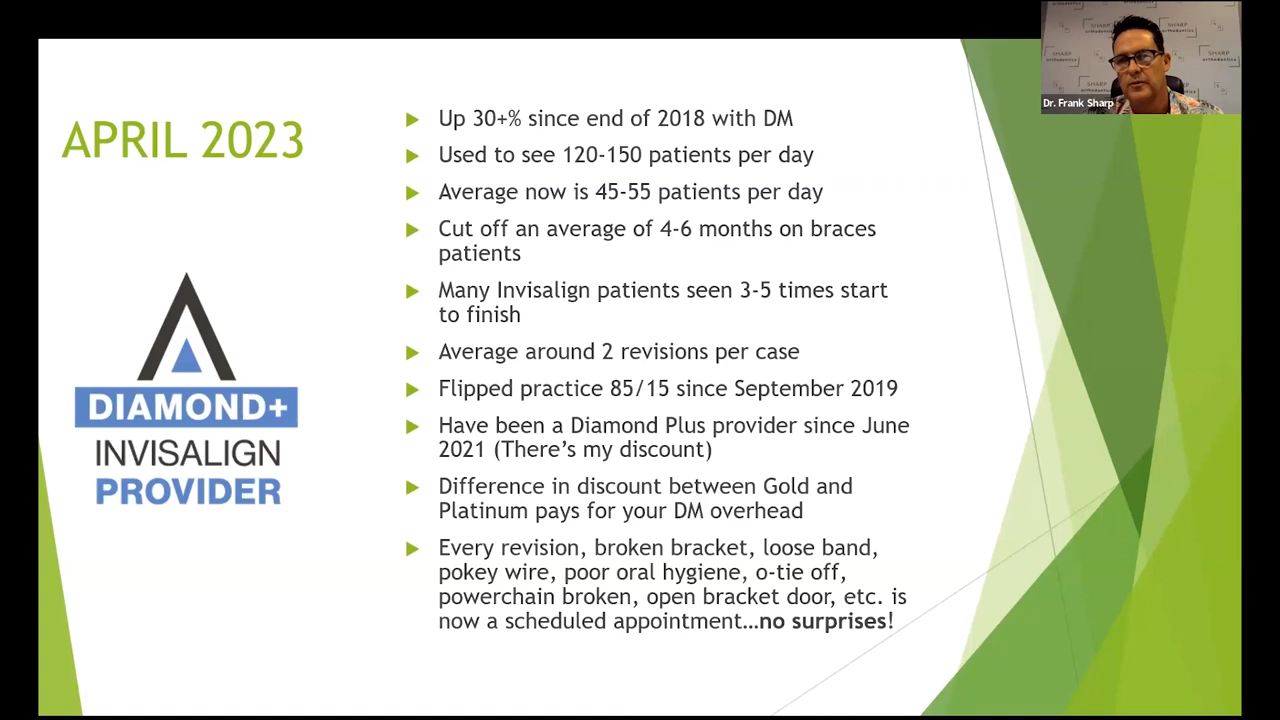 APRIL 2023
DIAMOND+
INVISALIGN
PROVIDER
Up 30+% since end of 2018 with DM
Used to see 120-150 patients per day
Average now is 45-55 patients per day
Cut off an average of 4-6 months on braces
patients
Many Invisalign patients seen 3-5 times start
to finish
Average around 2 revisions per case
Flipped practice 85/15 since September 2019
Have been a Diamond Plus provider since June
2021 (There’s my discount)
Difference in discount between Gold and
Platinum pays for your DM overhead
Every revision, broken bracket, loose band,
pokey wire, poor oral hygiene, o-tie off,
powerchain broken, open bracket door, etc. is
now a scheduled appointment…no surprises!
SHARP
orthodontics
Dr. Frank Sharp